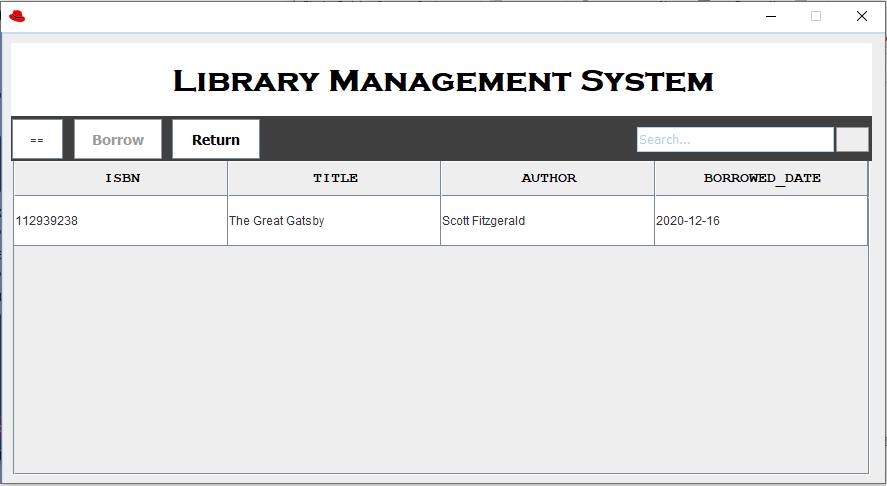 Library Management System
== Borrow Return Search...
ISBN TITLE AUTHOR BORROWED_DATE
112939238 The Great Gatsby Scott Fitzgerald 2020-12-16